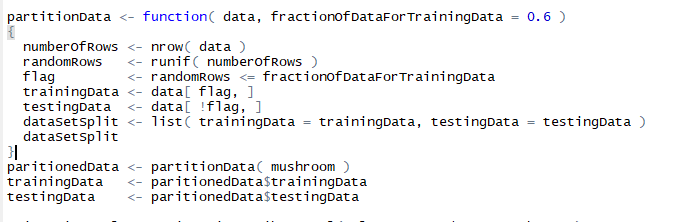 partitionData <- function( data, fractionOfDataForTrainingData = 0.6 )
{
  numberOfRows <- nrow( data )
  randomRows   <- runif( numberOfRows )
  flag         <- randomRows <= fractionOfDataForTrainingData
  trainingData <- data[ flag, ]
  testingData  <- data[ !flag, ]
  dataSetSplit <- list( trainingData = trainingData, testingData = testingData )
  dataSetSplit
}
paritionedData <- partitionData( mushroom )
trainingData   <- paritionedData$trainingData
testingData    <- paritionedData$testingData